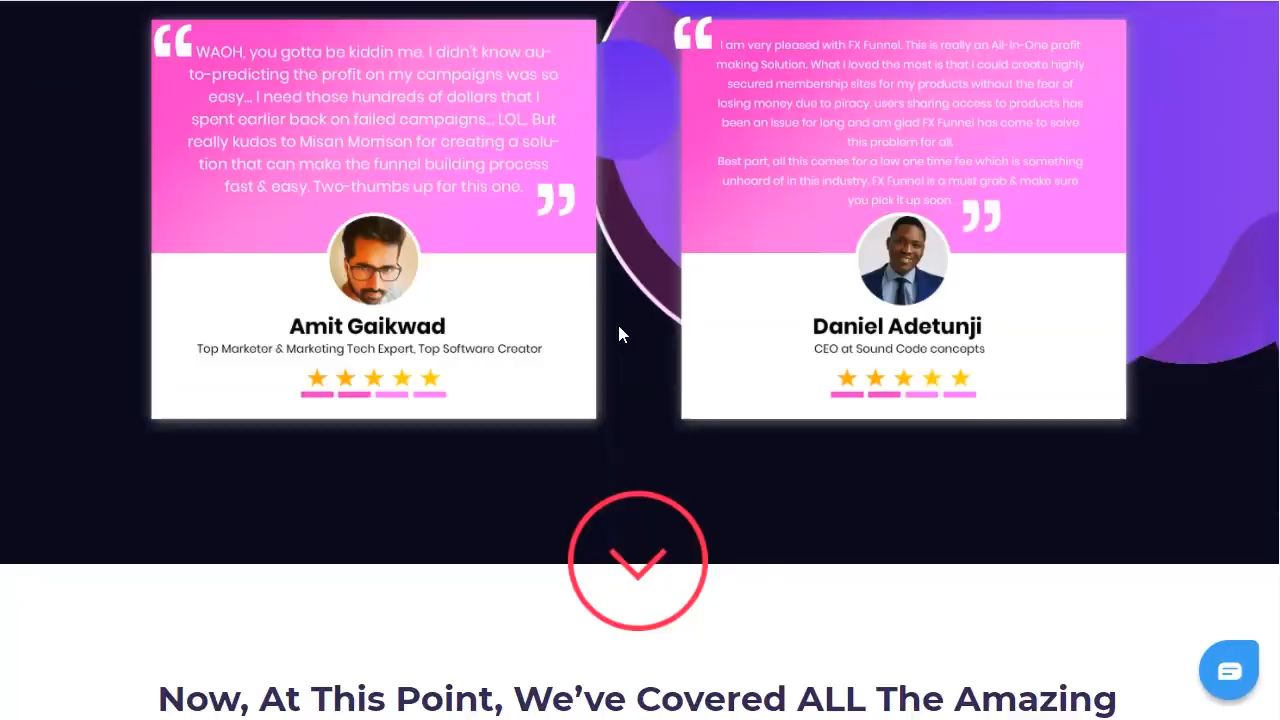 WAOH, you gotta be kiddin me. I didn't know au-
to-predicting the profit on my campaigns was so
easy... I need those hundreds of dollars that I
spent earlier back on failed campaigns... LOL. But
really kudos to Misan Morrison for creating a solu-
tion that can make the funnel building process
fast & easy. Two-thumbs up for this one.
Amit Gaikwad
Top Marketer & Marketing Tech Expert, Top Software Creator
I am very pleased with FX Funnel. This is really an All-In-One profit
making Solution. What I loved the most is that I could create highly
secured membership sites for my products without the fear of
losing money due to piracy. users sharing access to products has
been an issue for long and am glad FX Funnel has come to solve
this problem for all.
Best part, all this comes for a low one time fee which is something
unheard of in this industry. FX Funnel is a must grab & make sure
you pick it up soon.
Daniel Adetunji
CEO at Sound Code concepts
Now, At This Point, We've Covered ALL The Amazing